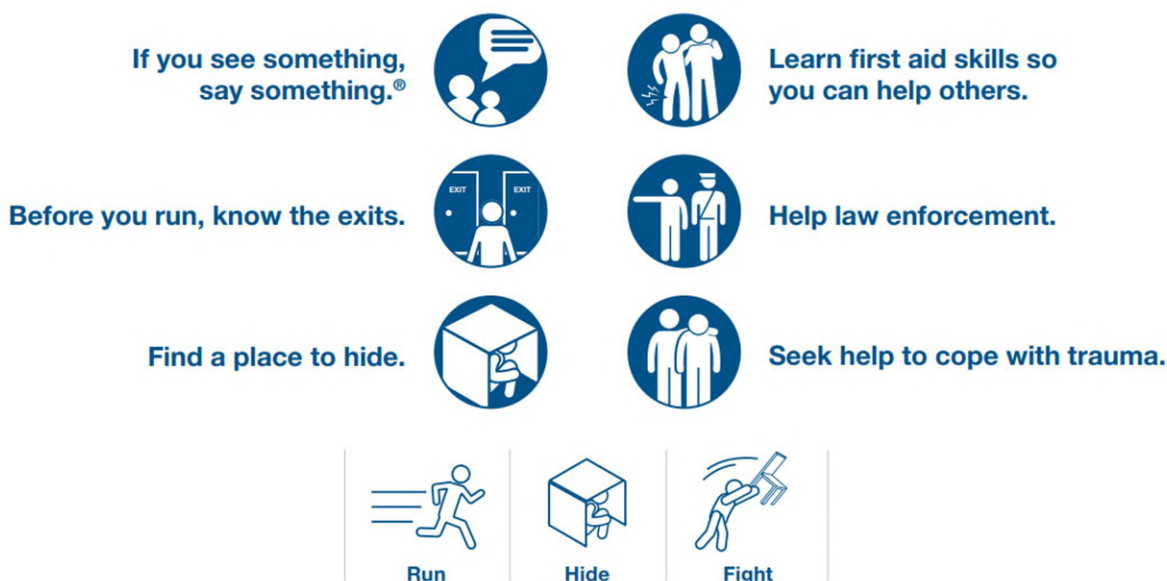 If you see something,
say something.®
Before you run, know the exits.
EXIT
EXIT
Find a place to hide.
Learn first aid skills so
you can help others.
Help law enforcement.
Seek help to cope with trauma.
Run
Hide
Fight